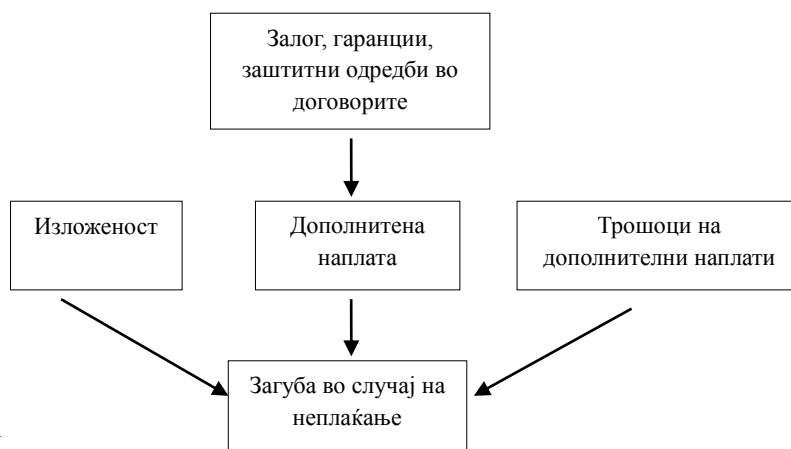 Залог, гаранции,
заштитни одредби во
договорите
Изложеност
Дополнитена
наплата
Трошоци на
дополнителни наплати
Загуба во случај на
неплаќање